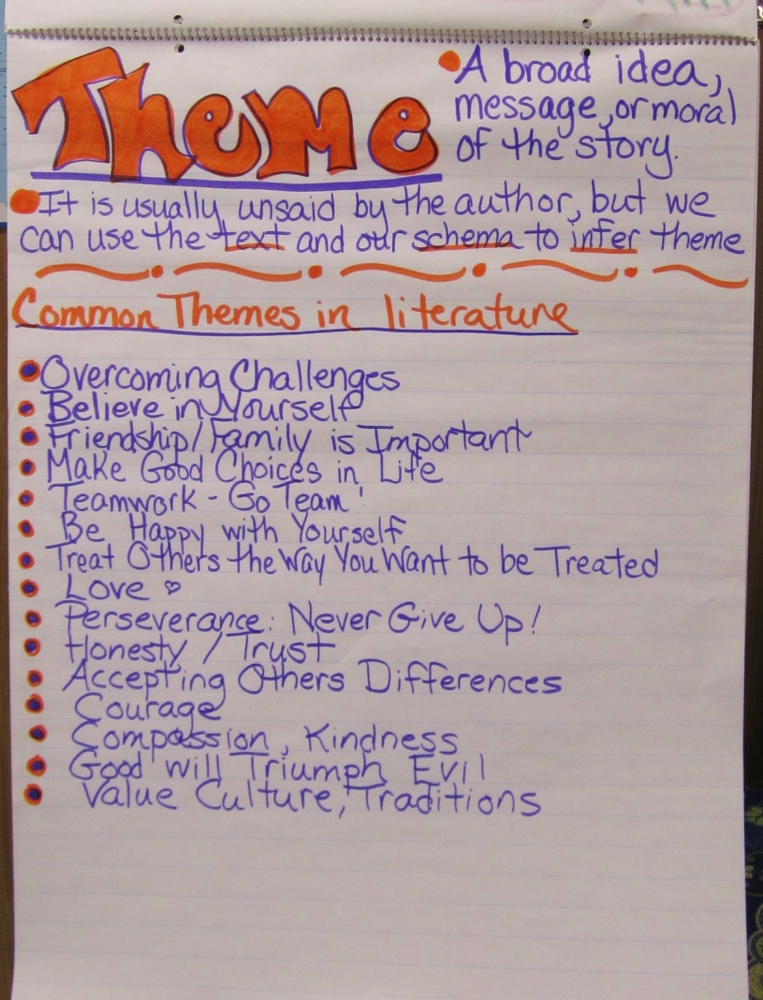 Theme
A broad idea,
message, or moral
of the story.
It is usually unsaid by the author, but we
can use the text and our schema to infer theme
Common Themes in literature
Overcoming Challenges
Believe in Yourself
Friendship/Family is Important
Make Good Choices in Life
Teamwork - Go Team!
Be Happy with Yourself
Treat Others the Way You Want to be Treated
Love ♡
Perseverance: Never Give Up!
Honesty / Trust
Accepting Others Differences
Courage
Compassion, Kindness
Good will Triumph Evil
Value Culture, Traditions